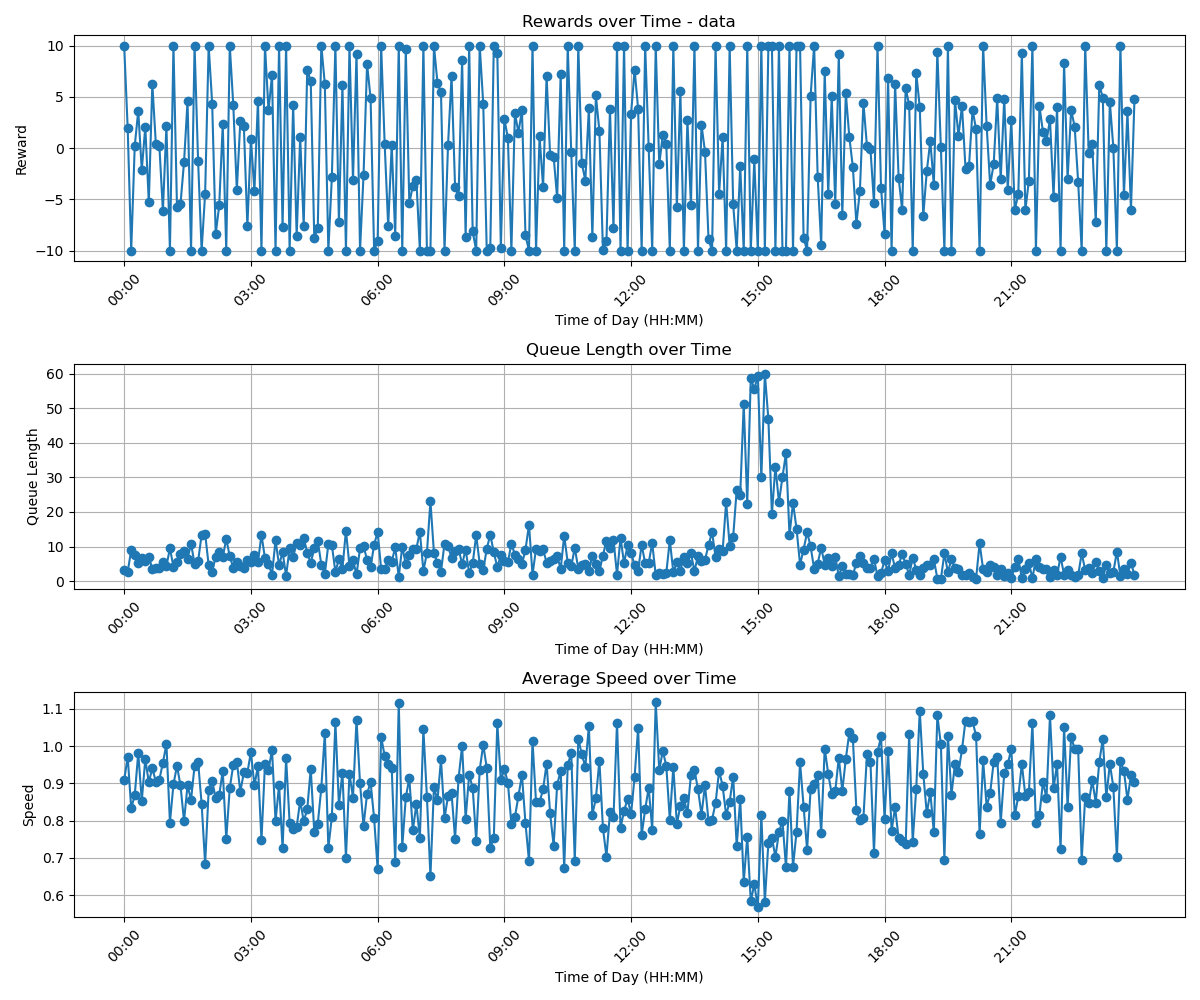 Rewards over Time - data
10
5
0
−5
−10
Reward
00:00 03:00 06:00 09:00 12:00 15:00 18:00 21:00
Time of Day (HH:MM)
Queue Length over Time
60
50
40
30
20
10
0
Queue Length
00:00 03:00 06:00 09:00 12:00 15:00 18:00 21:00
Time of Day (HH:MM)
Average Speed over Time
1.1
1.0
0.9
0.8
0.7
0.6
Speed
00:00 03:00 06:00 09:00 12:00 15:00 18:00 21:00
Time of Day (HH:MM)